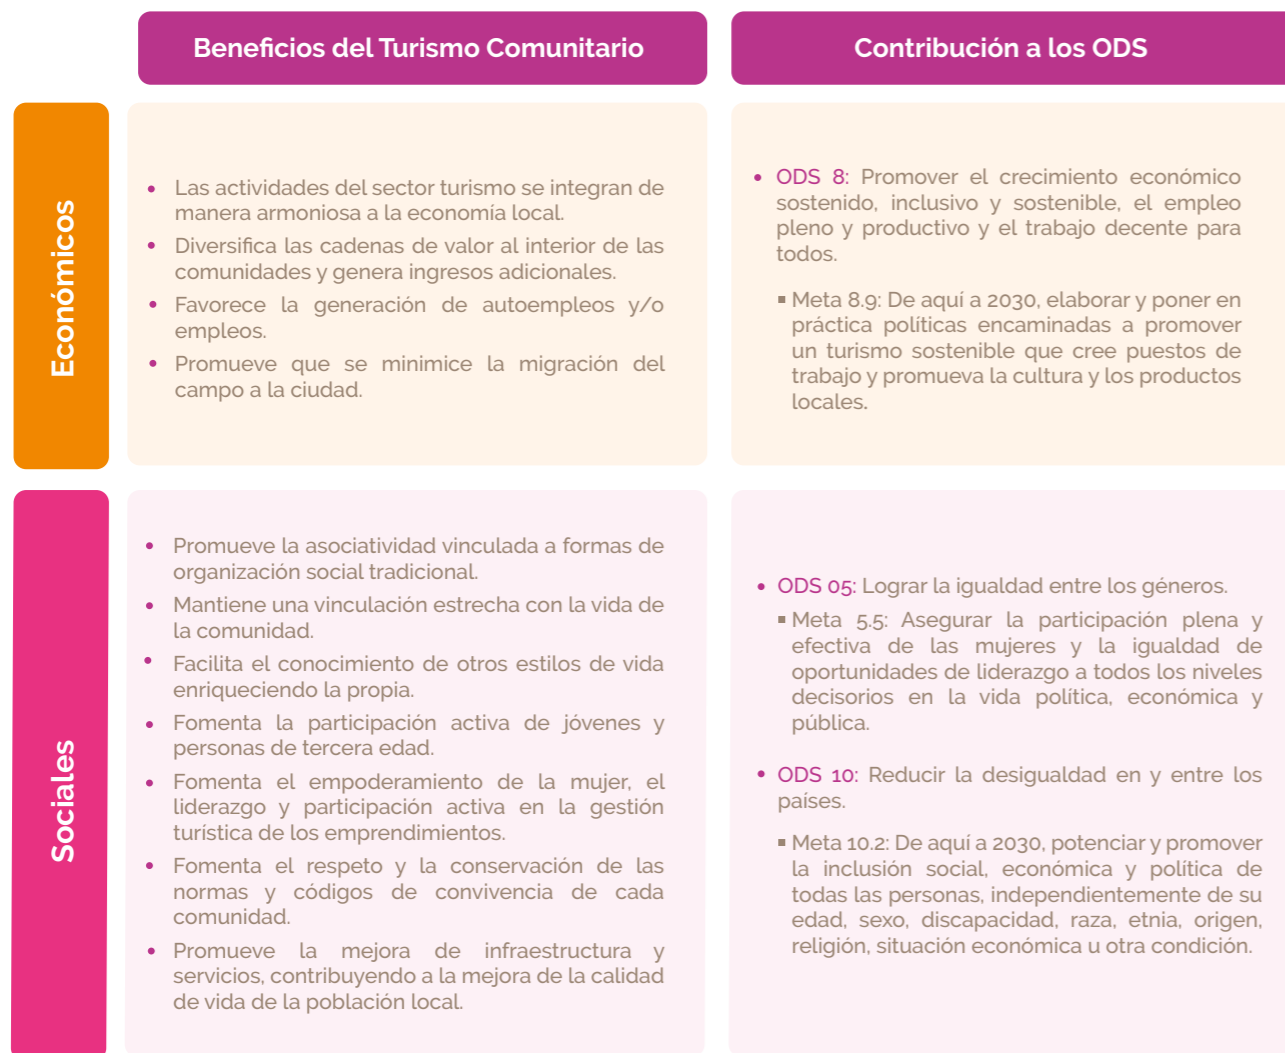 Beneficios del Turismo Comunitario
Contribución a los ODS
Económicos
• Las actividades del sector turismo se integran de
manera armoniosa a la economía local.
• Diversifica las cadenas de valor al interior de las
comunidades y genera ingresos adicionales.
• Favorece la generación de autoempleos y/o
empleos.
• Promueve que se minimice la migración del
campo a la ciudad.
• ODS 8: Promover el crecimiento económico
sostenido, inclusivo y sostenible, el empleo
pleno y productivo y el trabajo decente para
todos.
▪ Meta 8.9: De aquí a 2030, elaborar y poner en
práctica políticas encaminadas a promover
un turismo sostenible que cree puestos de
trabajo y promueva la cultura y los productos
locales.
Sociales
• Promueve la asociatividad vinculada a formas de
organización social tradicional.
• Mantiene una vinculación estrecha con la vida de
la comunidad.
• Facilita el conocimiento de otros estilos de vida
enriqueciendo la propia.
• Fomenta la participación activa de jóvenes y
personas de tercera edad.
• Fomenta el empoderamiento de la mujer, el
liderazgo y participación activa en la gestión
turística de los emprendimientos.
• Fomenta el respeto y la conservación de las
normas y códigos de convivencia de cada
comunidad.
• Promueve la mejora de infraestructura y
servicios, contribuyendo a la mejora de la calidad
de vida de la población local.
• ODS 05: Lograr la igualdad entre los géneros.
▪ Meta 5.5: Asegurar la participación plena y
efectiva de las mujeres y la igualdad de
oportunidades de liderazgo a todos los niveles
decisorios en la vida política, económica y
pública.
• ODS 10: Reducir la desigualdad en y entre los
países.
▪ Meta 10.2: De aquí a 2030, potenciar y promover
la inclusión social, económica y política de
todas las personas, independientemente de su
edad, sexo, discapacidad, raza, etnia, origen,
religión, situación económica u otra condición.